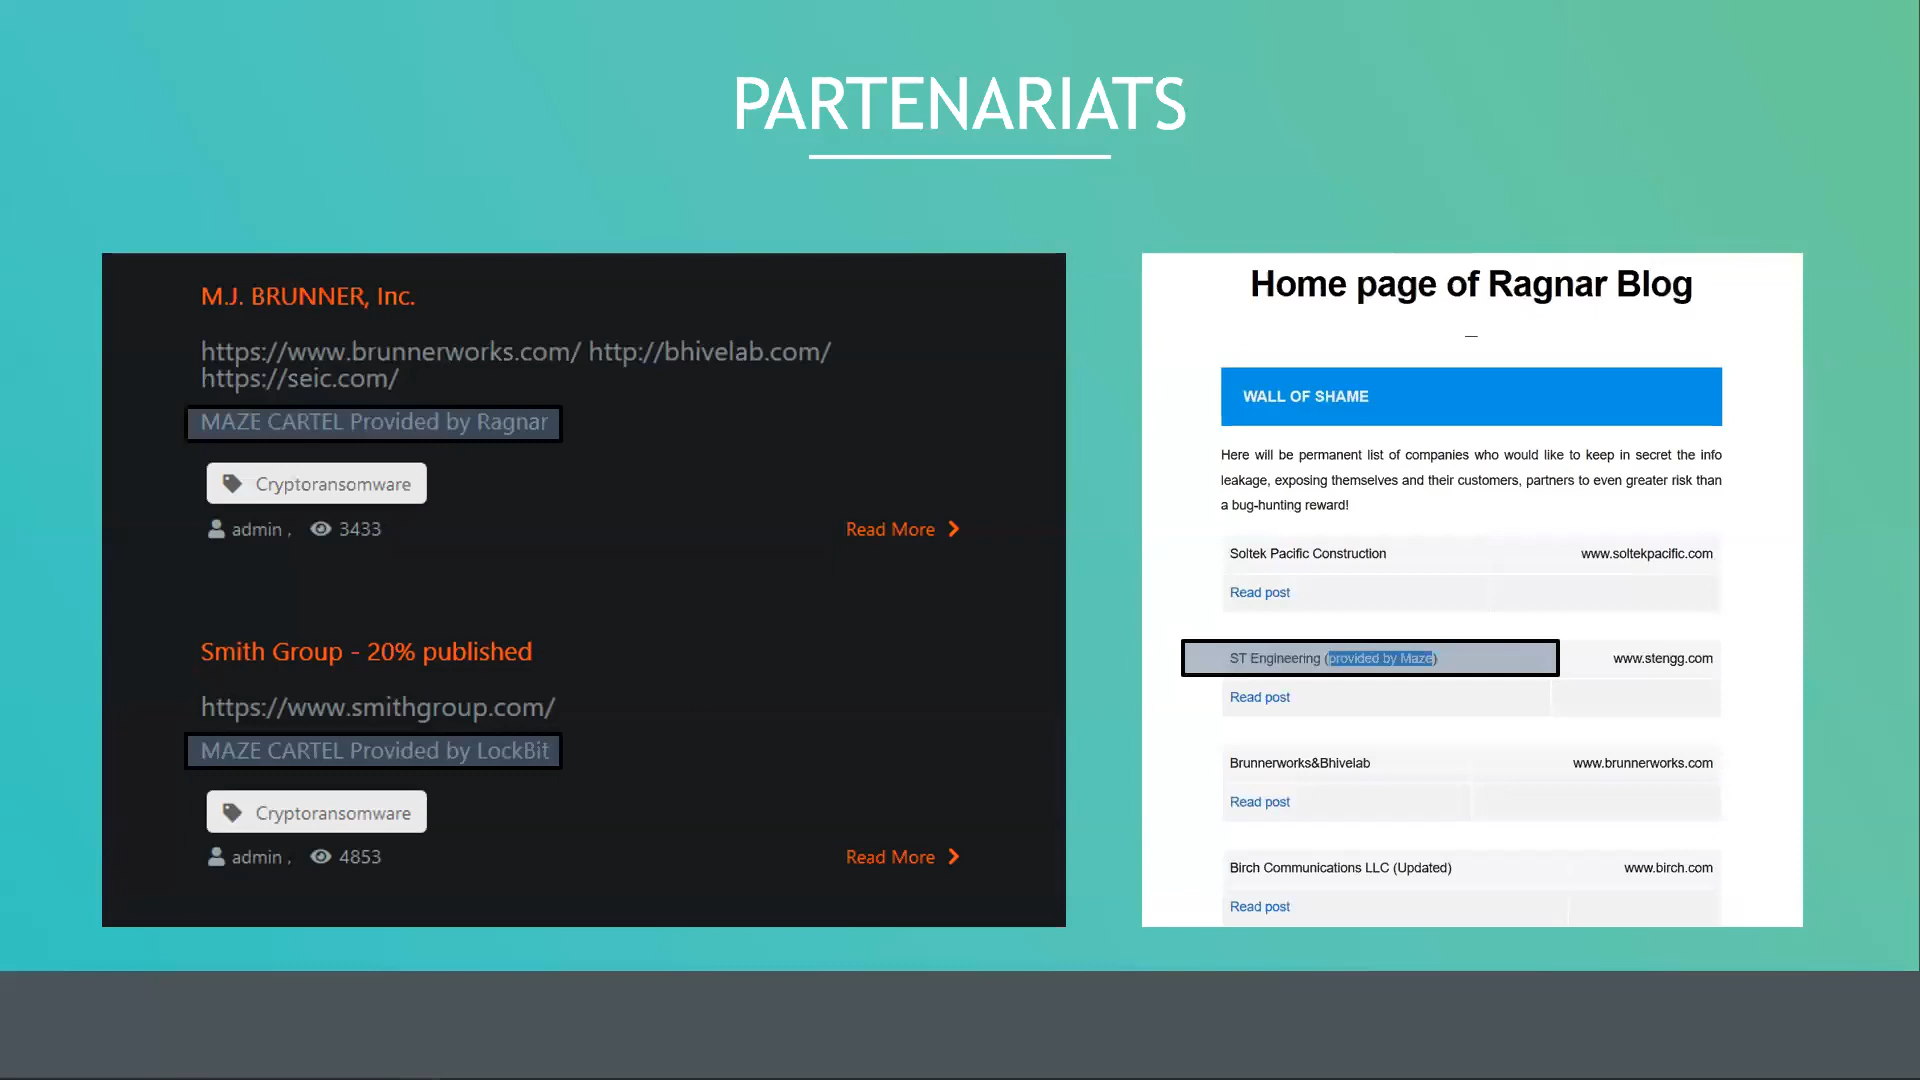 PARTENARIATS
M.J. BRUNNER, Inc.
https://www.brunnerworks.com/ http://bhivelab.com/
https://seic.com/
MAZE CARTEL Provided by Ragnar
Cryptoransomware
admin , 3433
Read More
Smith Group - 20% published
https://www.smithgroup.com/
MAZE CARTEL Provided by LockBit
Cryptoransomware
admin , 4853
Read More
Home page of Ragnar Blog
WALL OF SHAME
Here will be permanent list of companies who would like to keep in secret the info
leakage, exposing themselves and their customers, partners to even greater risk than
a bug-hunting reward!
Soltek Pacific Construction www.soltekpacific.com
Read post
ST Engineering (provided by Maze) www.stengg.com
Read post
Brunnerworks&Bhivelab www.brunnerworks.com
Read post
Birch Communications LLC (Updated) www.birch.com
Read post